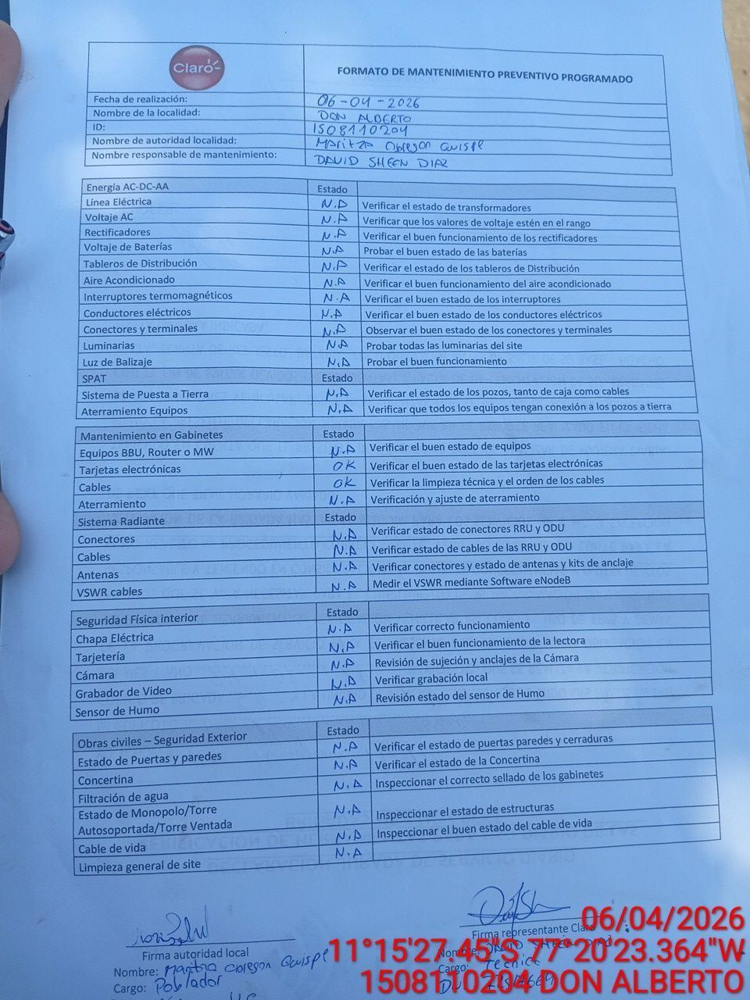 Claro
FORMATO DE MANTENIMIENTO PREVENTIVO PROGRAMADO
Fecha de realización: 06-04-2026
Nombre de la localidad: DON ALBERTO
ID: 1508110204
Nombre de autoridad localidad: Maritza Obregon Quispe
Nombre responsable de mantenimiento: DAVID SHEEN DIAZ
Energía AC-DC-AA Estado
Línea Eléctrica N.A Verificar el estado de transformadores
Voltaje AC N.A Verificar que los valores de voltaje estén en el rango
Rectificadores N.A Verificar el buen funcionamiento de los rectificadores
Voltaje de Baterías N.A Probar el buen estado de las baterías
Tableros de Distribución N.A Verificar el estado de los tableros de Distribución
Aire Acondicionado N.A Verificar el buen funcionamiento del aire acondicionado
Interruptores termomagnéticos N.A Verificar el buen estado de los interruptores
Conductores eléctricos N.A Verificar el buen estado de los conductores eléctricos
Conectores y terminales N.A Observar el buen estado de los conectores y terminales
Luminarias N.A Probar todas las luminarias del site
Luz de Balizaje N.A Probar el buen funcionamiento
SPAT Estado
Sistema de Puesta a Tierra N.A Verificar el estado de los pozos, tanto de caja como cables
Aterramiento Equipos N.A Verificar que todos los equipos tengan conexión a los pozos a tierra
Mantenimiento en Gabinetes Estado
Equipos BBU, Router o MW N.A Verificar el buen estado de equipos
Tarjetas electrónicas OK Verificar el buen estado de las tarjetas electrónicas
Cables OK Verificar la limpieza técnica y el orden de los cables
Aterramiento N.A Verificación y ajuste de aterramiento
Sistema Radiante Estado
Conectores N.A Verificar estado de conectores RRU y ODU
Cables N.A Verificar estado de cables de las RRU y ODU
Antenas N.A Verificar conectores y estado de antenas y kits de anclaje
VSWR cables N.A Medir el VSWR mediante Software eNodeB
Seguridad Física interior Estado
Chapa Eléctrica N.A Verificar correcto funcionamiento
Tarjetería N.A Verificar el buen funcionamiento de la lectora
Cámara N.A Revisión de sujeción y anclajes de la Cámara
Grabador de Video N.A Verificar grabación local
Sensor de Humo N.A Revisión estado del sensor de Humo
Obras civiles – Seguridad Exterior Estado
Estado de Puertas y paredes N.A Verificar el estado de puertas paredes y cerraduras
Concertina N.A Verificar el estado de la Concertina
Filtración de agua N.A Inspeccionar el correcto sellado de los gabinetes
Estado de Monopolo/Torre
Autosoportada/Torre Ventada N.A Inspeccionar el estado de estructuras
Cable de vida N.A Inspeccionar el buen estado del cable de vida
Limpieza general de site N.A
Firma autoridad local
Nombre: Maritza Obregon Quispe
Cargo: Poblador
Firma representante Claro
Nombre: DAVID SHEEN DIAZ
Cargo: Tecnico
06/04/2026
11°15'27.45"S 77°20'23.364"W
1508110204 DON ALBERTO